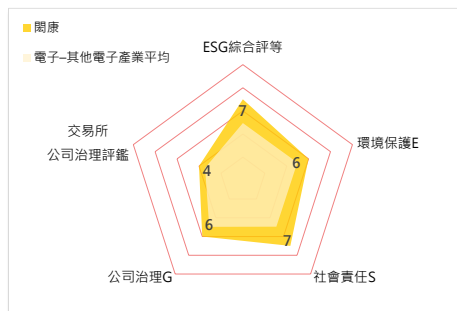 閎康
電子–其他電子產業平均
ESG綜合評等
7
環境保護E
6
社會責任S
7
公司治理G
6
交易所
公司治理評鑑
4